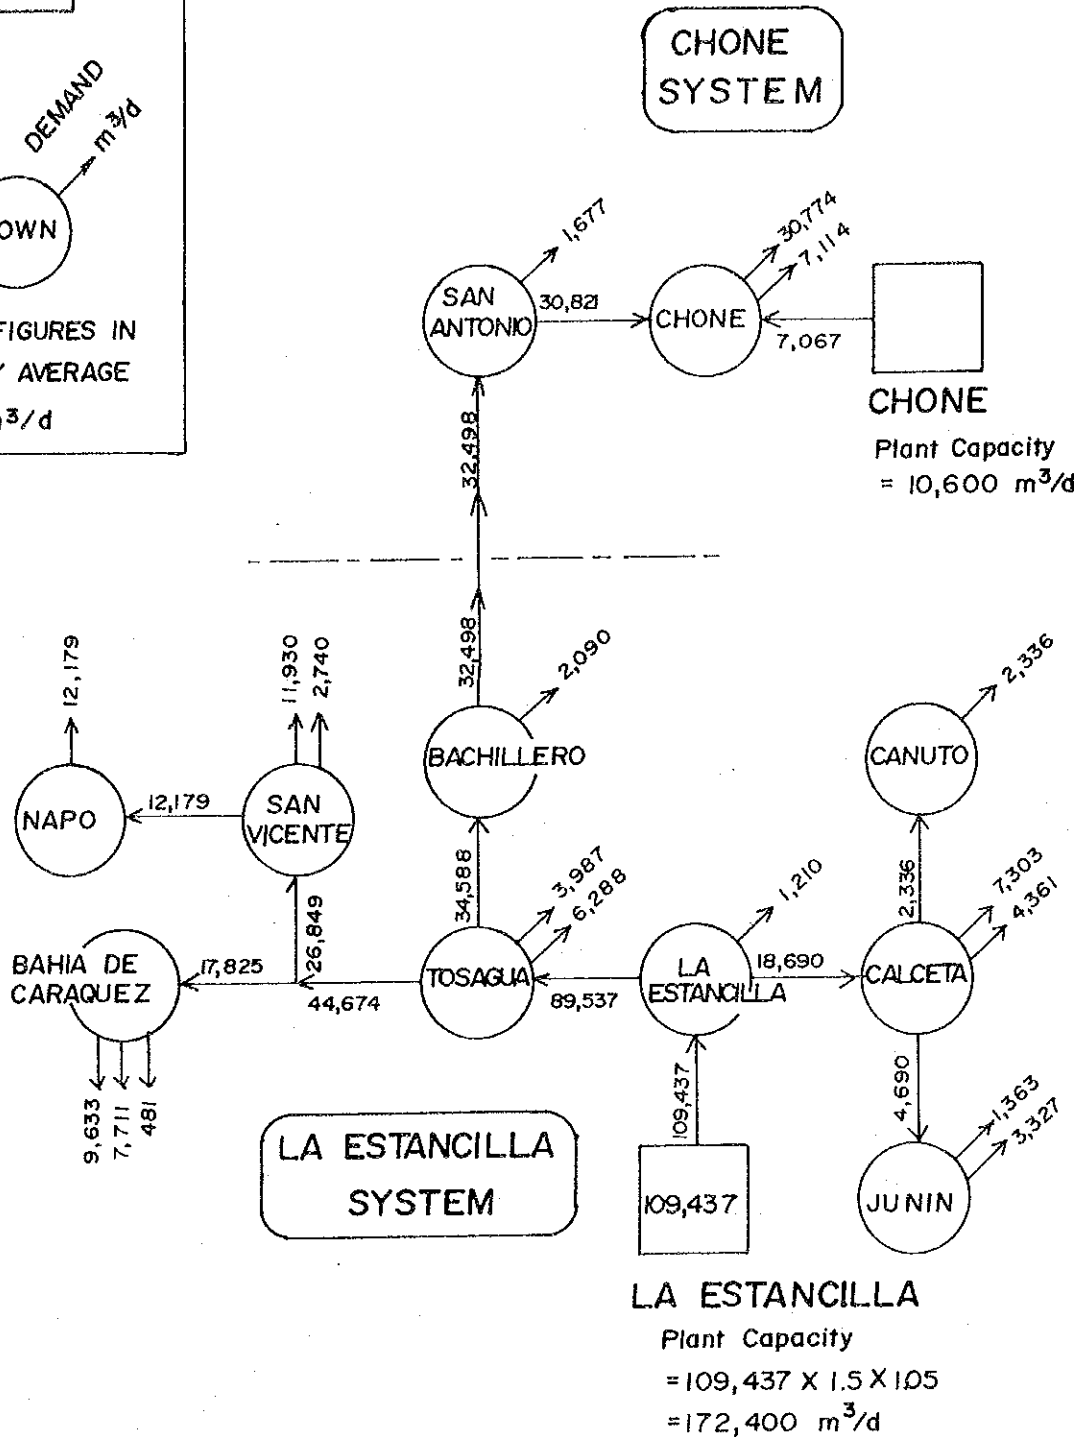 CHONE
SYSTEM
DEMAND
m³/d
OWN
FIGURES IN
Y AVERAGE
m³/d
1,677
30,774
7,114
SAN
ANTONIO
30,821
CHONE
7,067
CHONE
Plant Capacity
= 10,600 m³/d
32,498
32,498
12,179
11,930
2,740
2,090
2,336
BACHILLERO
CANUTO
NAPO
12,179
SAN
VICENTE
34,588
3,987
6,288
1,210
2,336
7,303
4,361
BAHIA DE
CARAQUEZ
17,825
26,849
44,674
TOSAGUA
89,537
LA
ESTANCILLA
18,690
CALCETA
9,633
7,711
481
109,437
4,690
1,363
3,327
LA ESTANCILLA
SYSTEM
109,437
JUNIN
LA ESTANCILLA
Plant Capacity
=109,437 X 1.5 X 1.05
=172,400 m³/d